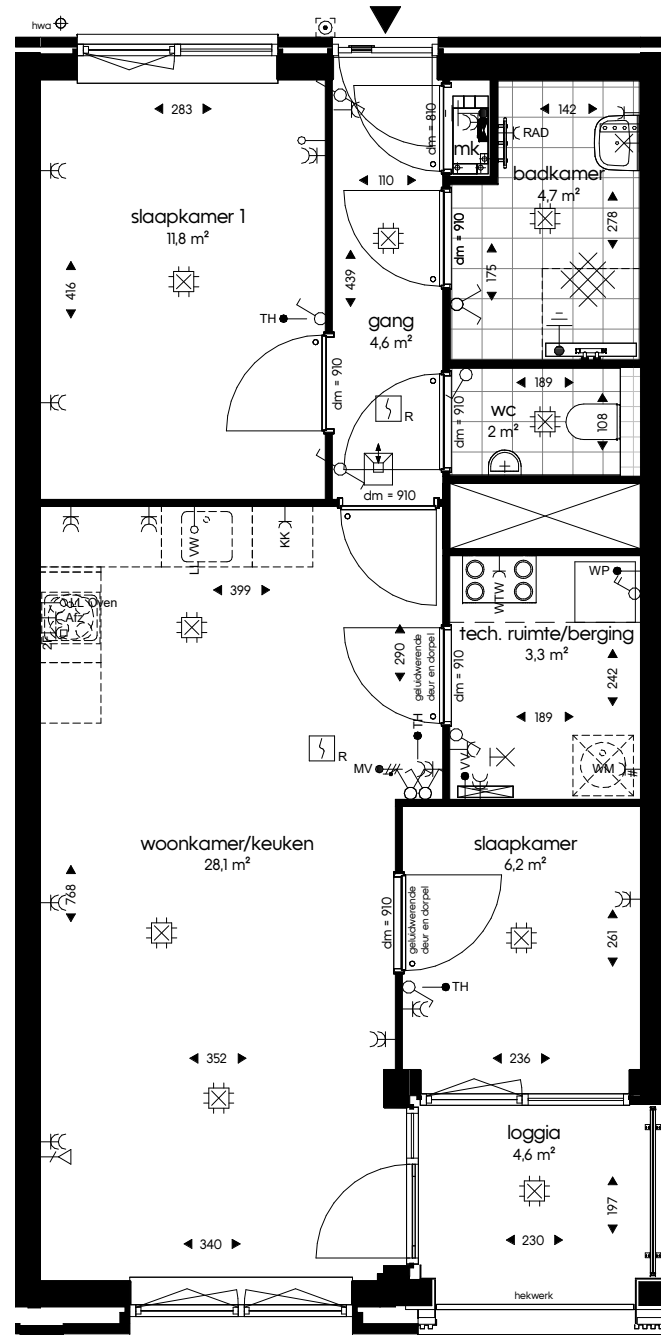 hwa
283
slaapkamer 1
11,8 m²
416
TH
110
dm = 810
mk
RAD
142
badkamer
4,7 m²
278
175
dm = 910
439
gang
4,6 m²
dm = 910
R
dm = 910
189
wc
2 m²
108
dm = 910
VW
KK
399
Oven
Afz
WTW
WP
tech. ruimte/berging
3,3 m²
242
189
290
geluidwerende
deur en dorpel
dm = 910
TH
R
MV
WM
woonkamer/keuken
28,1 m²
768
slaapkamer
6,2 m²
dm = 910
geluidwerende
deur en dorpel
261
TH
352
236
loggia
4,6 m²
197
230
340
hekwerk